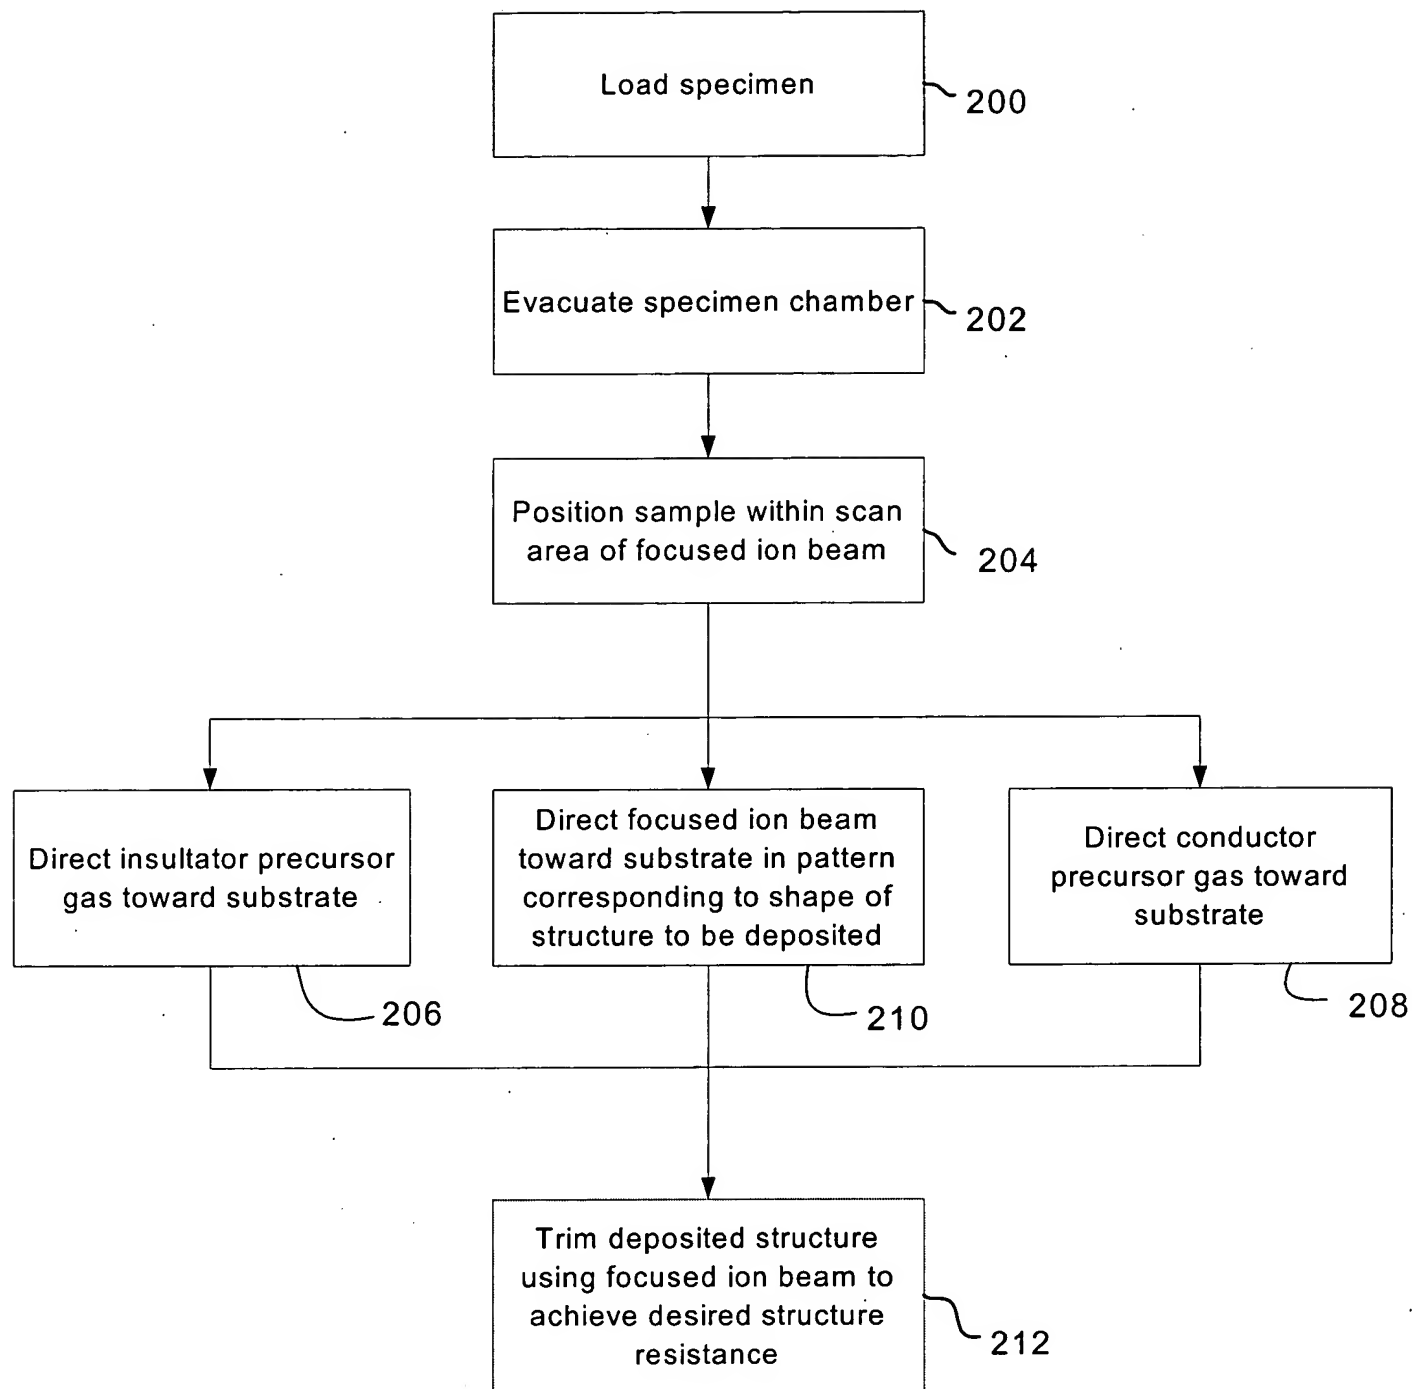 Load specimen
200
Evacuate specimen chamber
202
Position sample within scan
area of focused ion beam
204
Direct insultator precursor
gas toward substrate
206
Direct focused ion beam
toward substrate in pattern
corresponding to shape of
structure to be deposited
210
Direct conductor
precursor gas toward
substrate
208
Trim deposited structure
using focused ion beam to
achieve desired structure
resistance
212